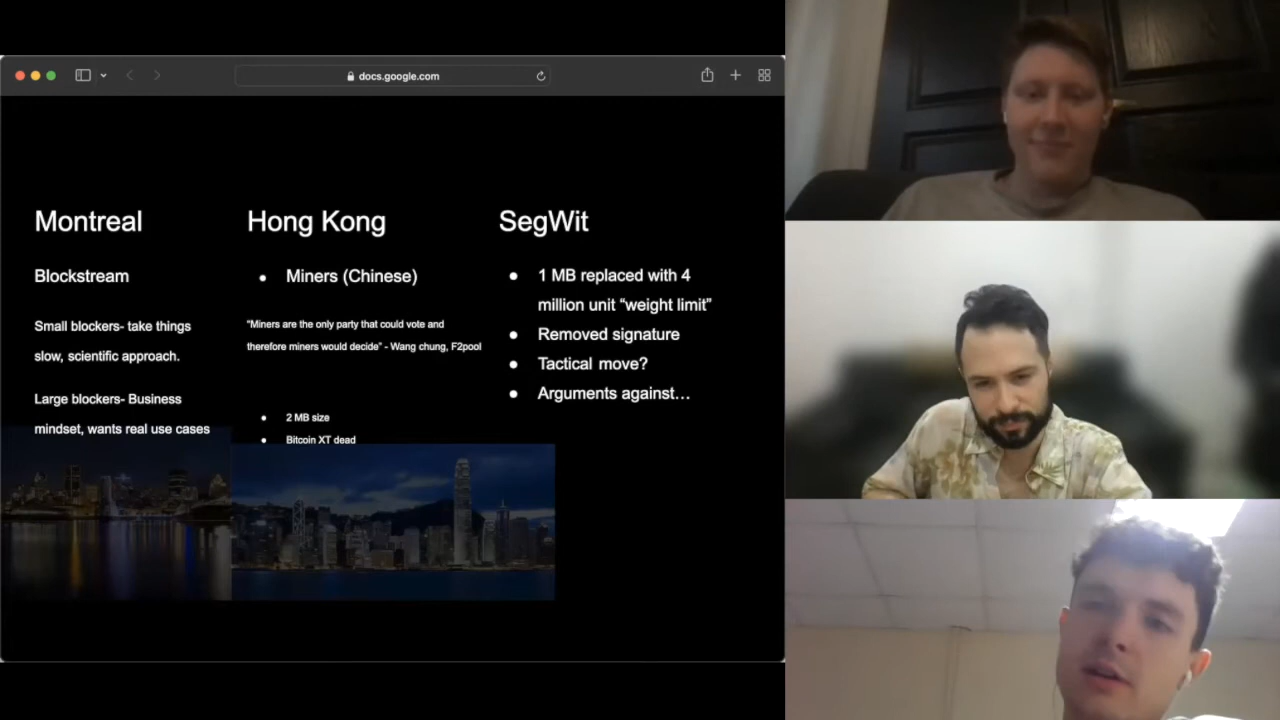 docs.google.com
Montreal
Blockstream
Small blockers- take things
slow, scientific approach.
Large blockers- Business
mindset, wants real use cases
Hong Kong
● Miners (Chinese)
"Miners are the only party that could vote and
therefore miners would decide" - Wang chung, F2pool
● 2 MB size
● Bitcoin XT dead
SegWit
● 1 MB replaced with 4
million unit “weight limit”
● Removed signature
● Tactical move?
● Arguments against…